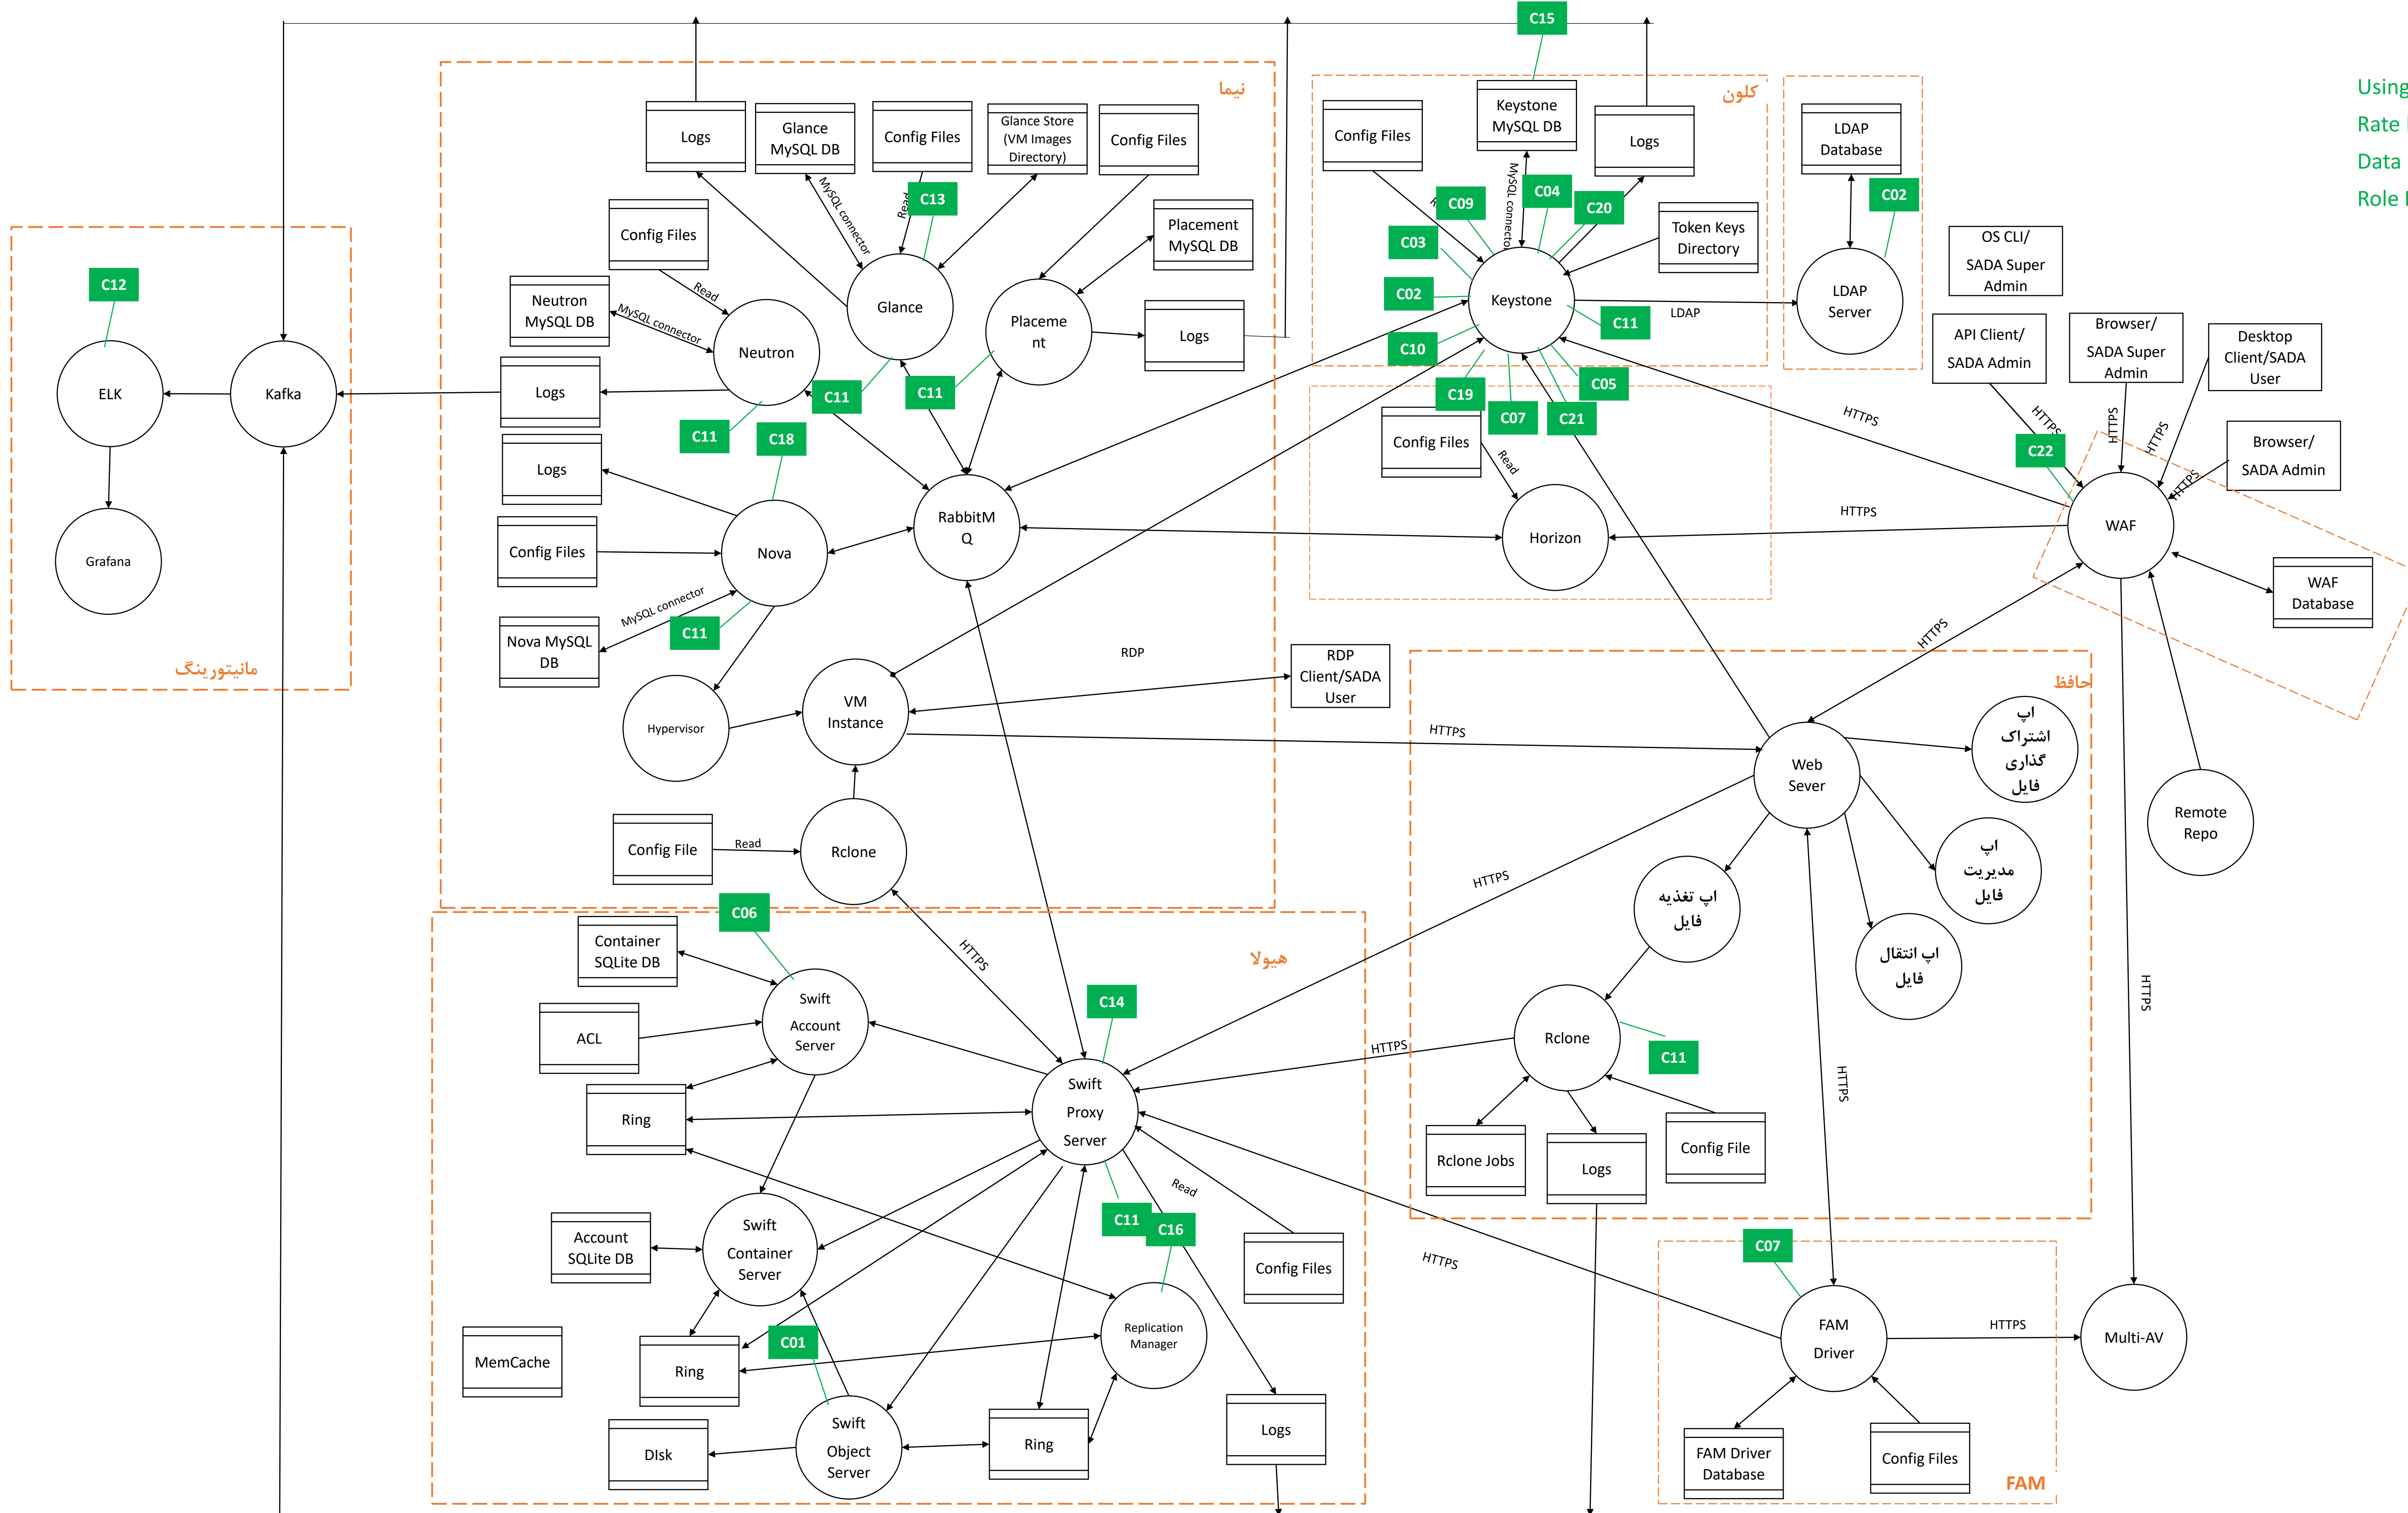 C15
Using
Rate
Data
Role
نیما
Logs
Glance
MySQL DB
Config Files
Glance Store
(VM Images
Directory)
Config Files
MySQL connector
Read
C13
Config Files
Placement
MySQL DB
Neutron
MySQL DB
Read
MySQL connector
Neutron
Glance
Placeme
nt
Logs
Logs
C11
C11
C11
C18
Logs
Config Files
Nova
RabbitM
Q
MySQL connector
C11
Nova MySQL
DB
Hypervisor
VM
Instance
RDP
RDP
Client/SADA
User
HTTPS
Config File
Read
Rclone
C12
ELK
Kafka
Grafana
مانیتورینگ
کلون
Config Files
Keystone
MySQL DB
Logs
MySQL connector
C09
C04
C20
C03
C02
C10
Keystone
Token Keys
Directory
LDAP
C11
C19
C07
C21
C05
LDAP
Database
C02
LDAP
Server
Config Files
Read
Horizon
HTTPS
HTTPS
OS CLI/
SADA Super
Admin
API Client/
SADA Admin
Browser/
SADA Super
Admin
Desktop
Client/SADA
User
Browser/
SADA Admin
HTTPS
HTTPS
HTTPS
HTTPS
C22
WAF
WAF
Database
Remote
Repo
HTTPS
HTTPS
حافظ
Web
Sever
اپ
اشتراک
گذاری
فایل
اپ
مدیریت
فایل
اپ انتقال
فایل
اپ تغذیه
فایل
HTTPS
Rclone
C11
HTTPS
Rclone Jobs
Logs
Config File
HTTPS
هیولا
C06
Container
SQLite DB
HTTPS
Swift
Account
Server
ACL
Ring
C14
Swift
Proxy
Server
C11
C16
Read
Config Files
Account
SQLite DB
Swift
Container
Server
Replication
Manager
MemCache
Ring
C01
DIsk
Swift
Object
Server
Ring
Logs
HTTPS
C07
FAM
Driver
HTTPS
Multi-AV
FAM Driver
Database
Config Files
FAM